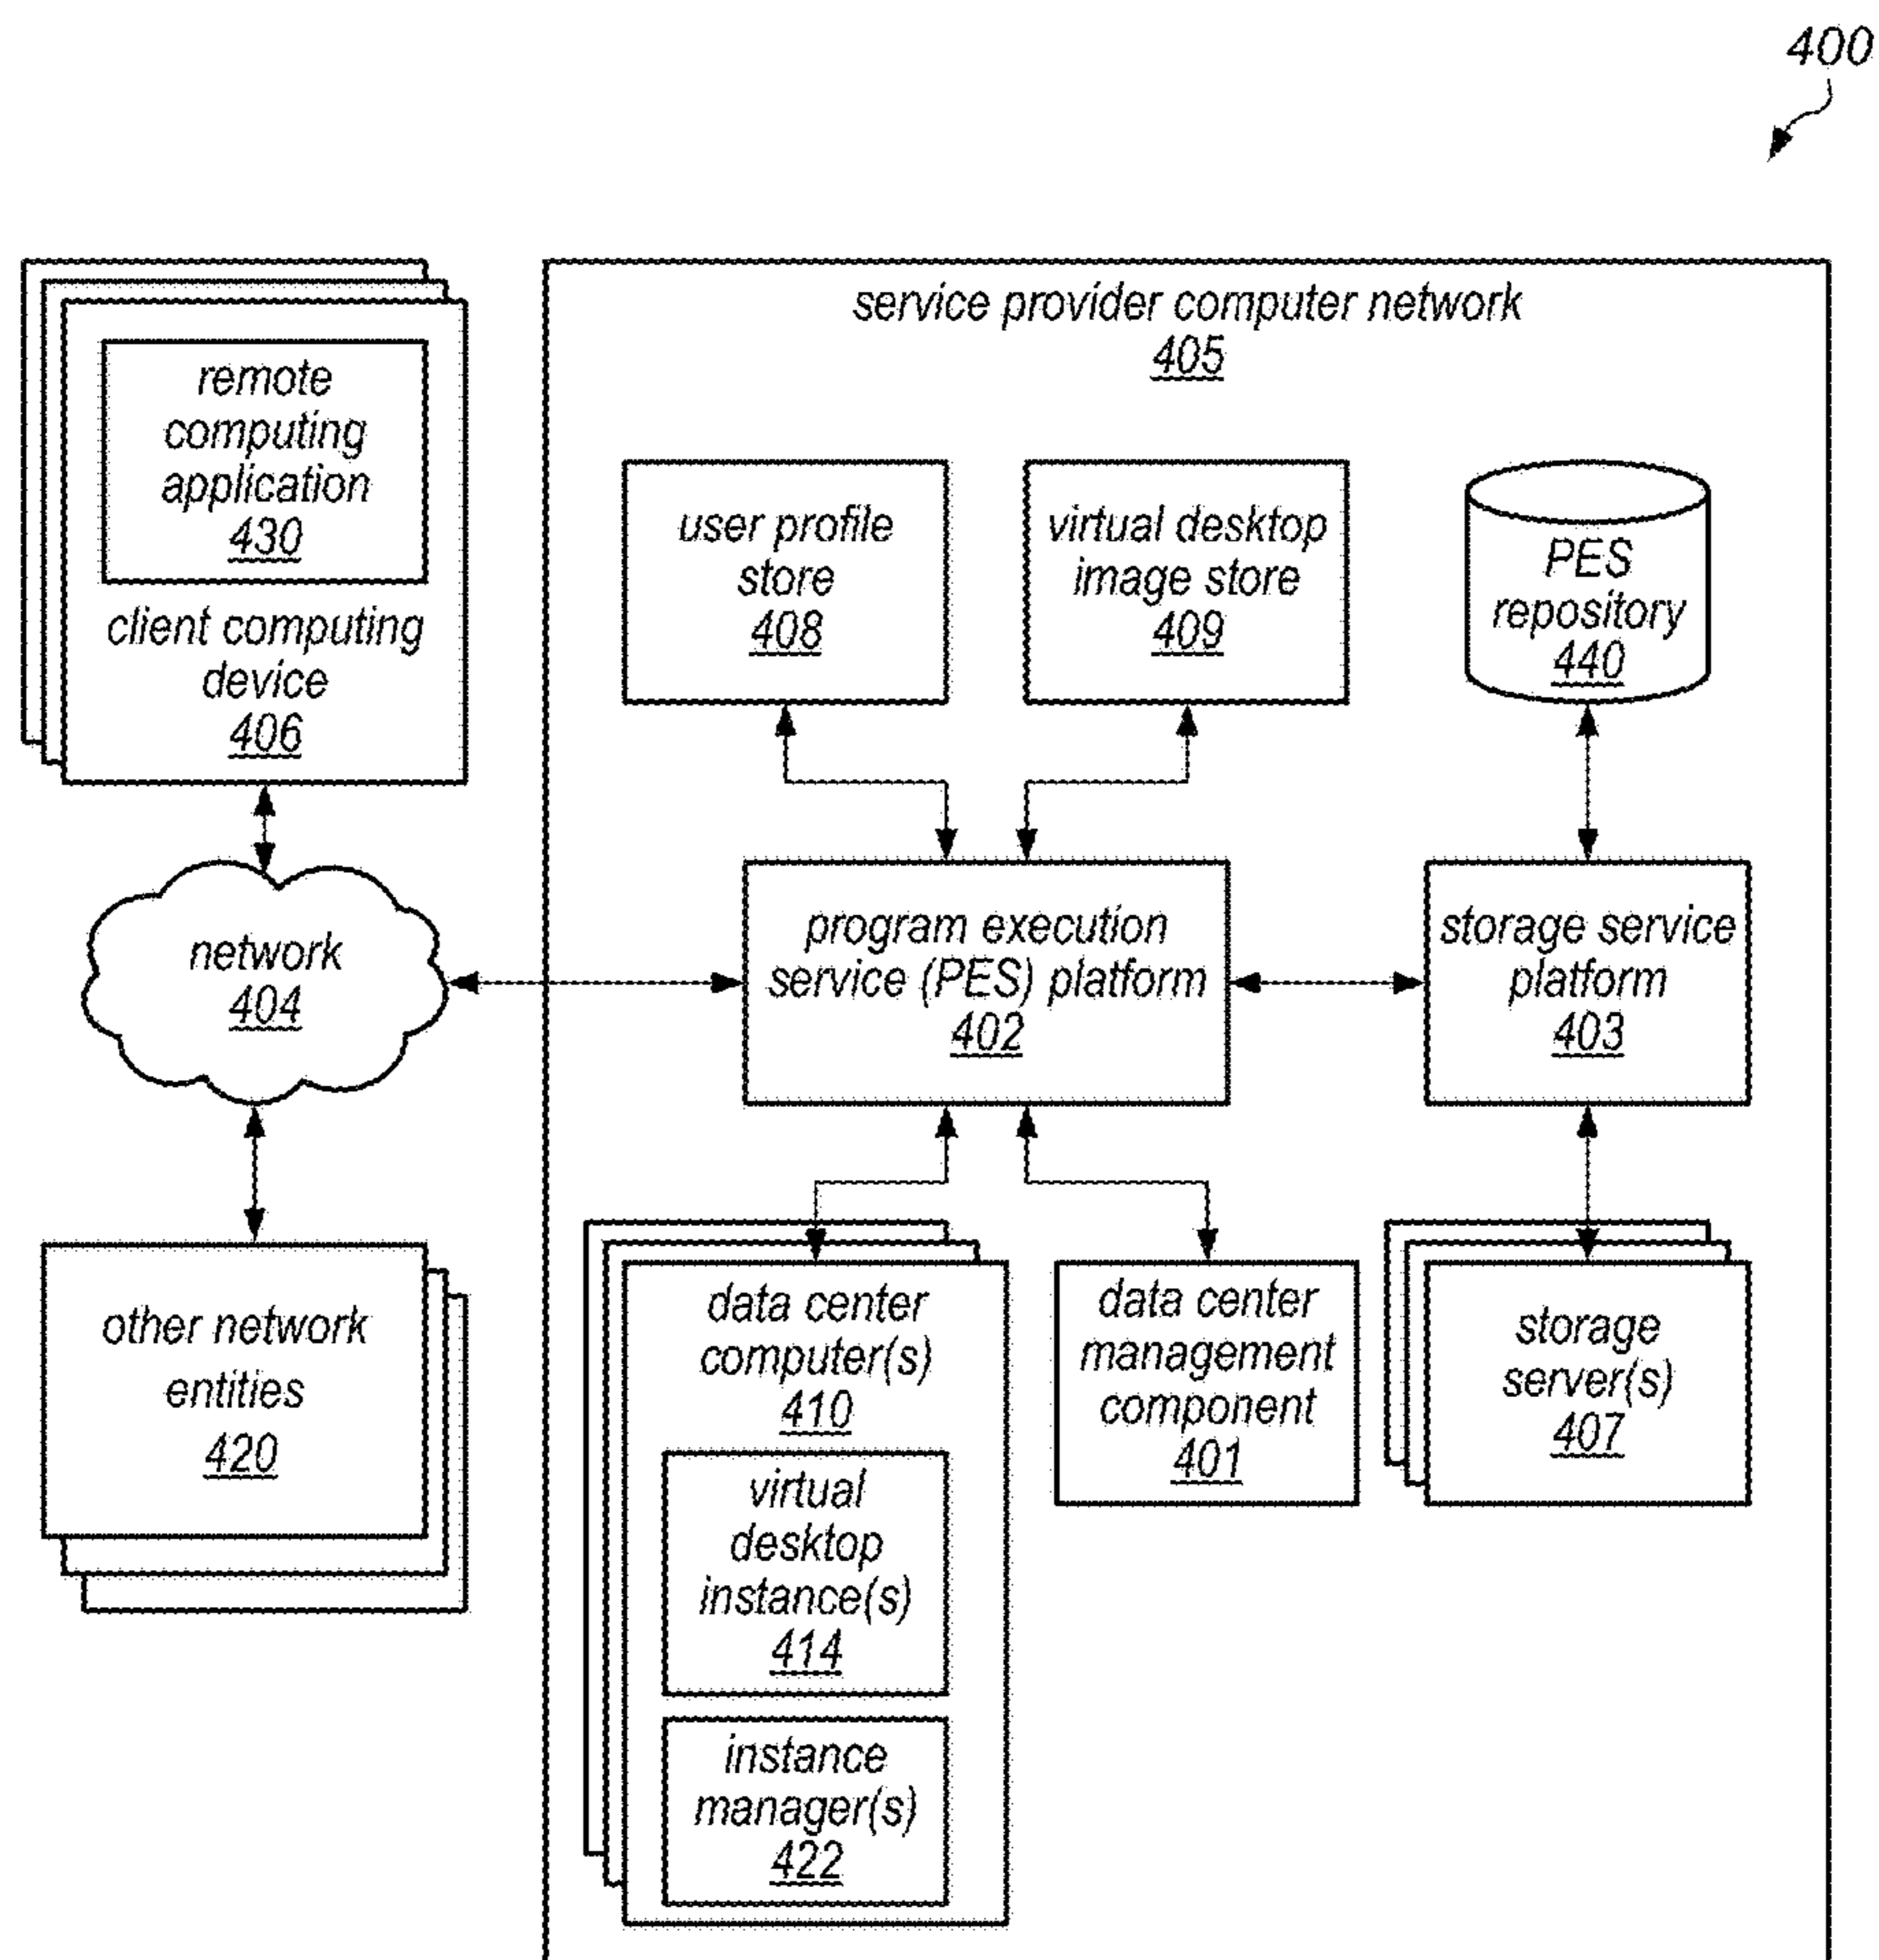 400
service provider computer network
405
remote
computing
application
430
client computing
device
406
user profile
store
408
virtual desktop
image store
409
PES
repository
440
network
404
program execution
service (PES) platform
402
storage service
platform
403
other network
entities
420
data center
computer(s)
410
virtual
desktop
instance(s)
414
instance
manager(s)
422
data center
management
component
401
storage
server(s)
407